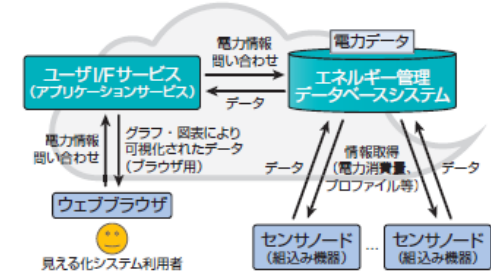 電力データ
電力情報
問い合わせ
ユーザI/Fサービス
(アプリケーションサービス)
エネルギー管理
データベースシステム
データ
電力情報
問い合わせ
グラフ・図表により
可視化されたデータ
(ブラウザ用)
データ
情報取得
(電力消費量、
プロファイル等)
データ
ウェブブラウザ
見える化システム利用者
センサノード
(組込み機器)
...
センサノード
(組込み機器)